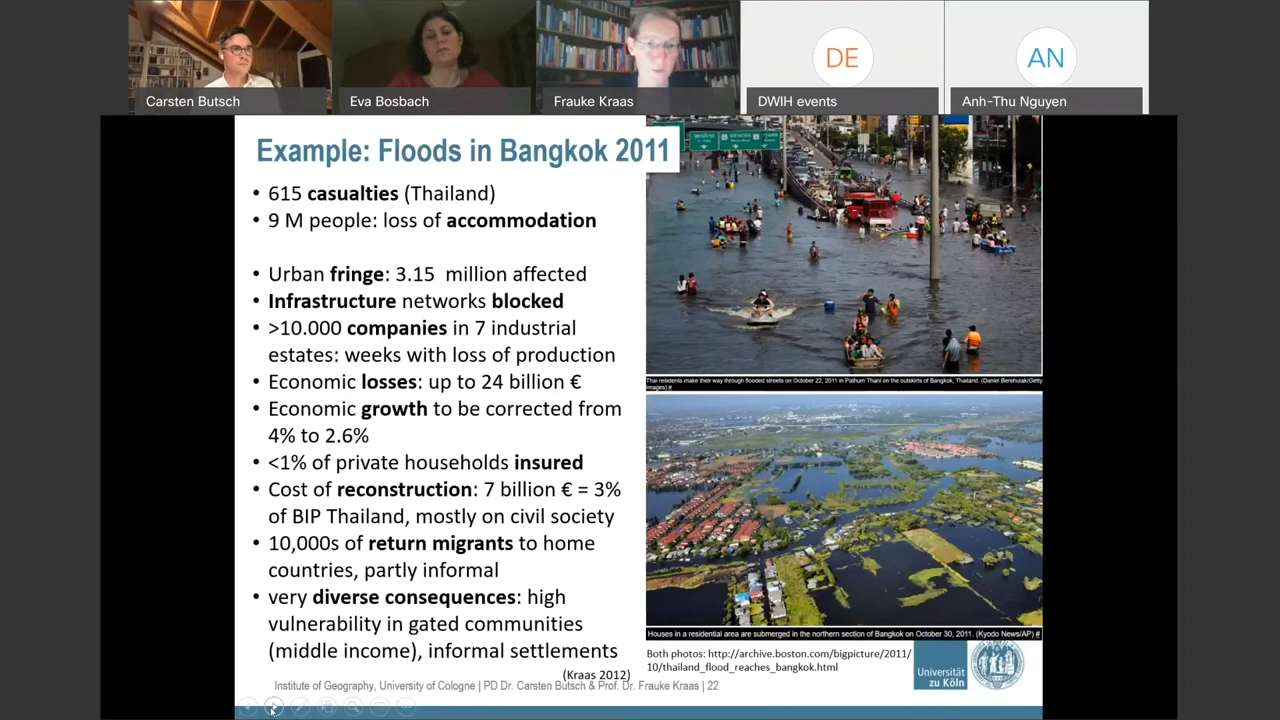 Carsten Butsch
Eva Bosbach
Frauke Kraas
DE
DWIH events
AN
Anh-Thu Nguyen
Example: Floods in Bangkok 2011
• 615 casualties (Thailand)
• 9 M people: loss of accommodation
• Urban fringe: 3.15 million affected
• Infrastructure networks blocked
• >10.000 companies in 7 industrial
estates: weeks with loss of production
• Economic losses: up to 24 billion €
• Economic growth to be corrected from
4% to 2.6%
• <1% of private households insured
• Cost of reconstruction: 7 billion € = 3%
of BIP Thailand, mostly on civil society
• 10,000s of return migrants to home
countries, partly informal
• very diverse consequences: high
vulnerability in gated communities
(middle income), informal settlements
(Kraas 2012)
Thai residents make their way through flooded streets on October 22, 2011 in Pathum Thani on the outskirts of Bangkok, Thailand. (Daniel Berehulak/Getty
Images) #
Houses in a residential area are submerged in the northern section of Bangkok on October 30, 2011. (Kyodo News/AP) #
Both photos: http://archive.boston.com/bigpicture/2011/
10/thailand_flood_reaches_bangkok.html
Universität
zu Köln
Institute of Geography, University of Cologne | PD Dr. Carsten Butsch & Prof. Dr. Frauke Kraas | 22